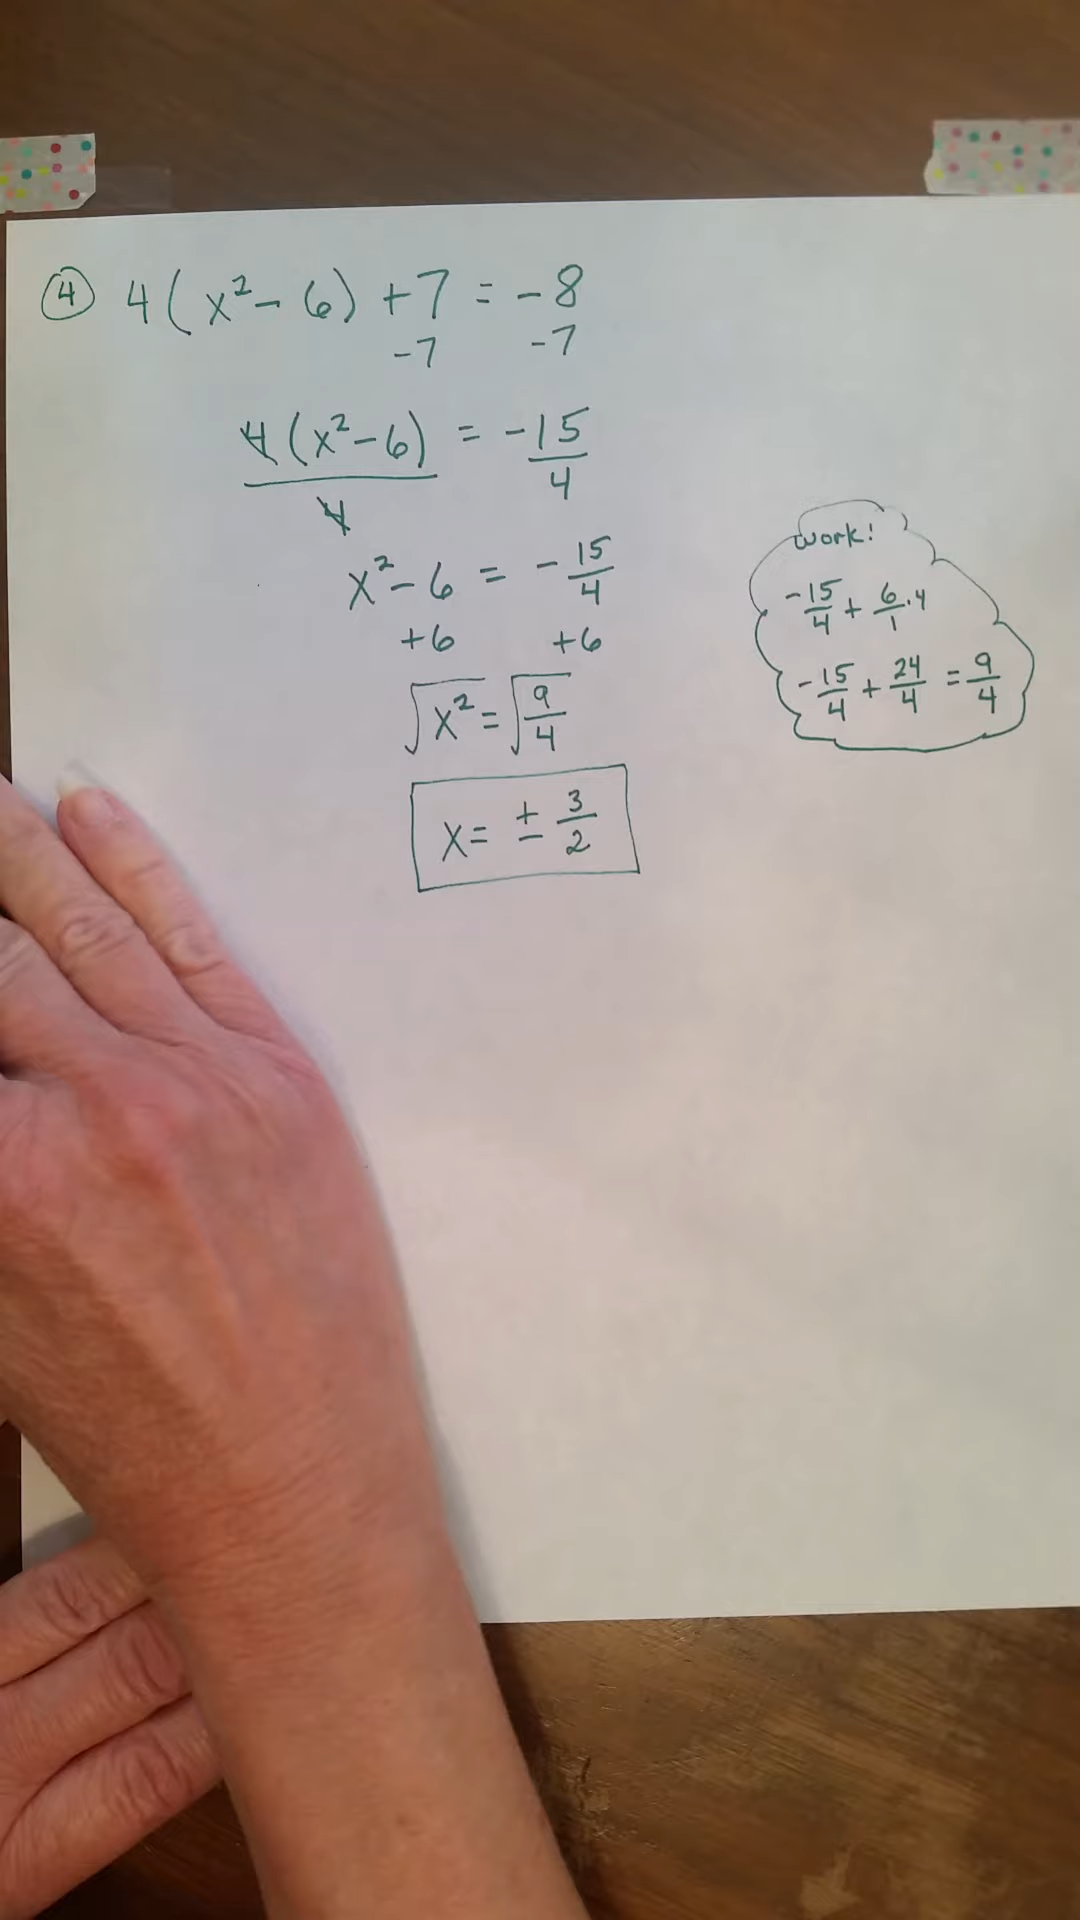 ④ 4(x² - 6) + 7 = -8
-7 -7
4(x² - 6) = -15
4 4
x² - 6 = - 15/4
+6 +6
√x² = √9/4
x = ± 3/2
work!
-15/4 + 6/1 · 4
-15/4 + 24/4 = 9/4